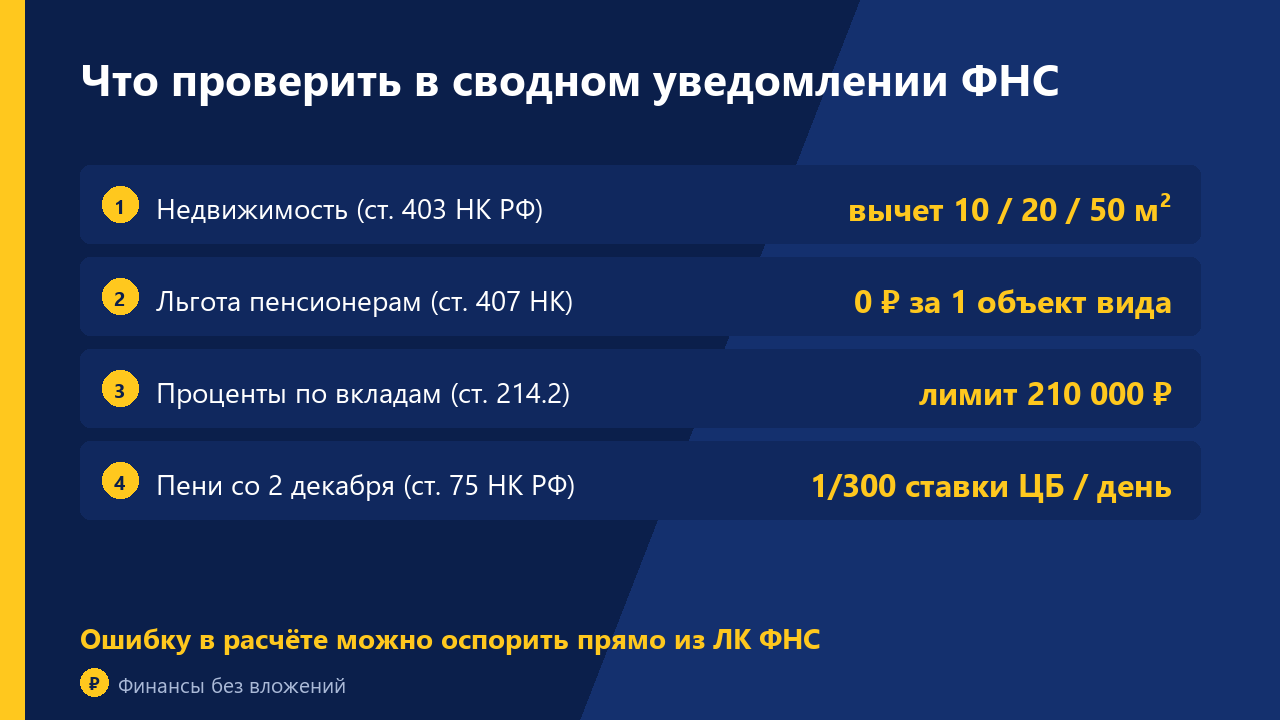 Что проверить в сводном уведомлении ФНС
1 Недвижимость (ст. 403 НК РФ) вычет 10 / 20 / 50 м²
2 Льгота пенсионерам (ст. 407 НК) 0 ₽ за 1 объект вида
3 Проценты по вкладам (ст. 214.2) лимит 210 000 ₽
4 Пени со 2 декабря (ст. 75 НК РФ) 1/300 ставки ЦБ / день
Ошибку в расчёте можно оспорить прямо из ЛК ФНС
₽ Финансы без вложений